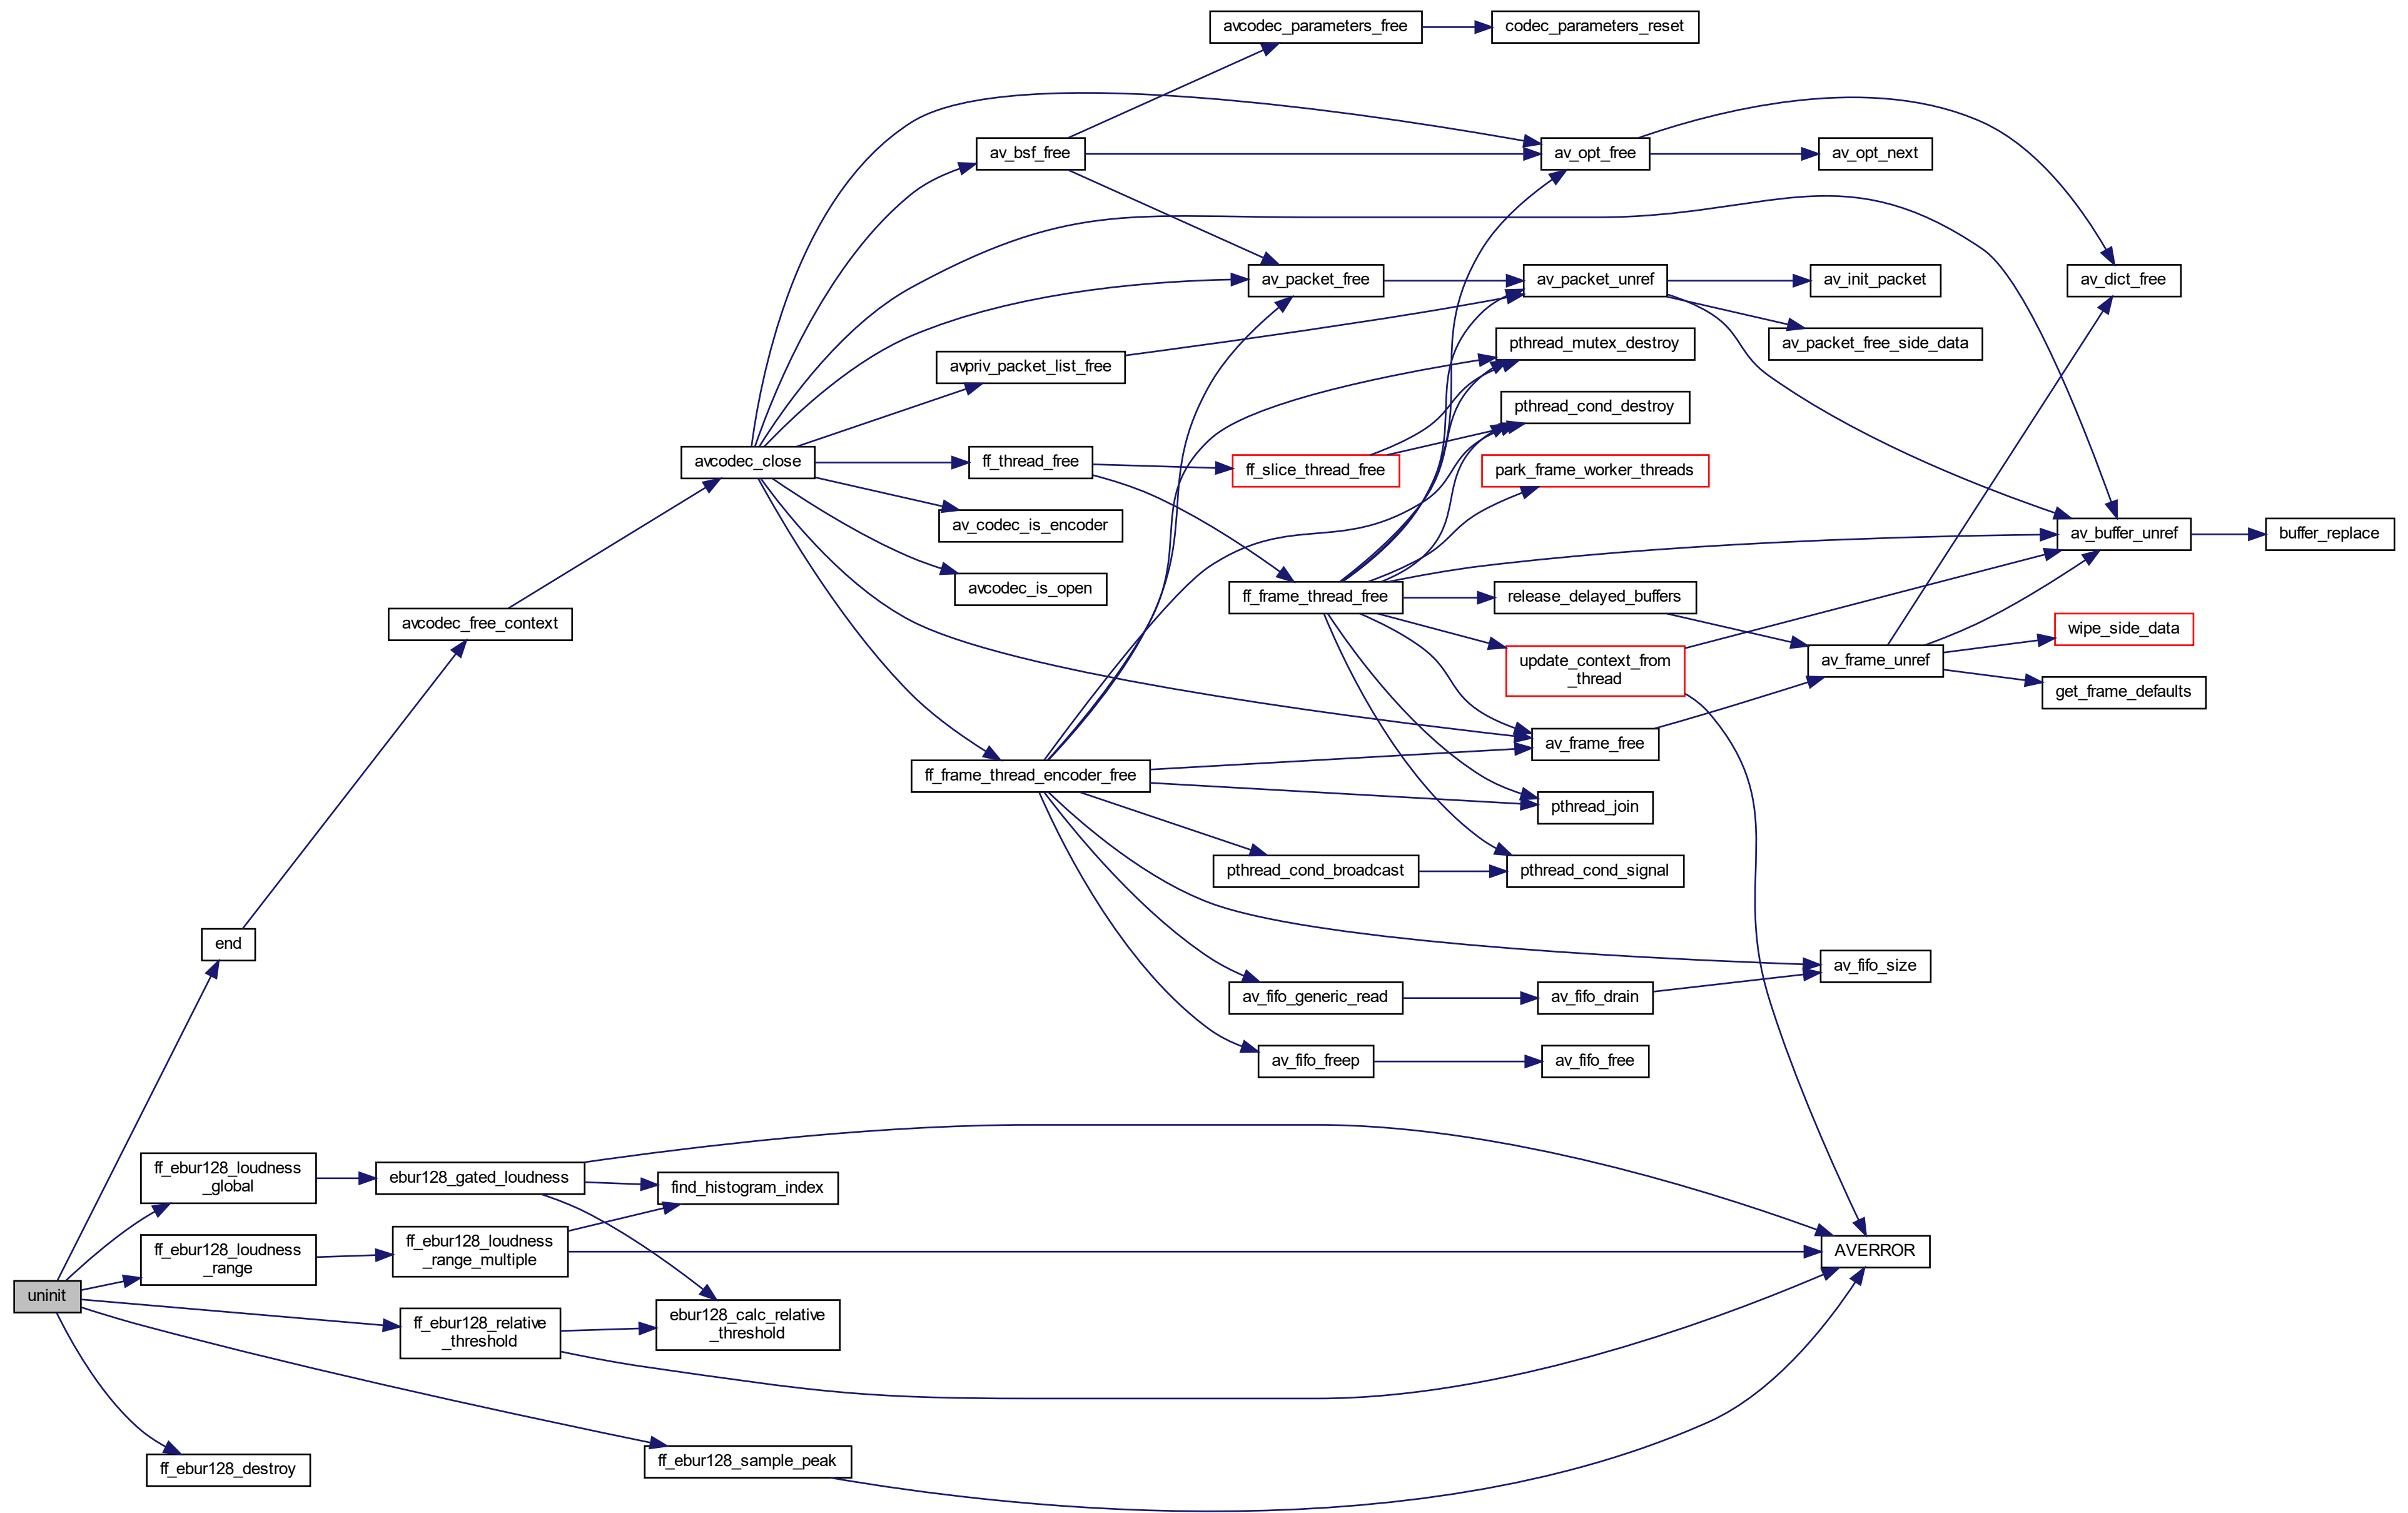 avcodec_parameters_free
codec_parameters_reset
av_bsf_free
av_opt_free
av_opt_next
av_packet_free
av_packet_unref
av_init_packet
av_dict_free
pthread_mutex_destroy
av_packet_free_side_data
avpriv_packet_list_free
pthread_cond_destroy
avcodec_close
ff_thread_free
ff_slice_thread_free
park_frame_worker_threads
av_codec_is_encoder
av_buffer_unref
buffer_replace
avcodec_is_open
ff_frame_thread_free
release_delayed_buffers
avcodec_free_context
wipe_side_data
update_context_from
_thread
av_frame_unref
get_frame_defaults
av_frame_free
ff_frame_thread_encoder_free
pthread_join
pthread_cond_broadcast
pthread_cond_signal
end
av_fifo_size
av_fifo_generic_read
av_fifo_drain
av_fifo_freep
av_fifo_free
ff_ebur128_loudness
_global
ebur128_gated_loudness
find_histogram_index
ff_ebur128_loudness
_range
ff_ebur128_loudness
_range_multiple
AVERROR
uninit
ff_ebur128_relative
_threshold
ebur128_calc_relative
_threshold
ff_ebur128_sample_peak
ff_ebur128_destroy